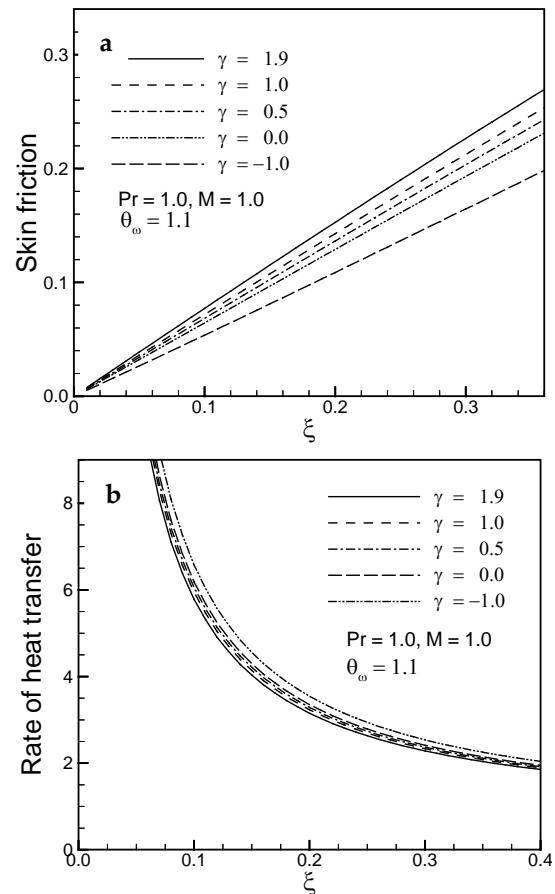 a
γ = 1.9
γ = 1.0
γ = 0.5
γ = 0.0
γ = −1.0
Pr = 1.0, M = 1.0
θω = 1.1
Skin friction
0.4
0.2
0.0
0
0.1
0.2
0.3
ξ
b
γ = 1.9
γ = 1.0
γ = 0.5
γ = 0.0
γ = −1.0
Pr = 1.0, M = 1.0
θω = 1.1
Rate of heat transfer
8
6
4
2
0
0.0
0.1
0.2
0.3
0.4
ξ